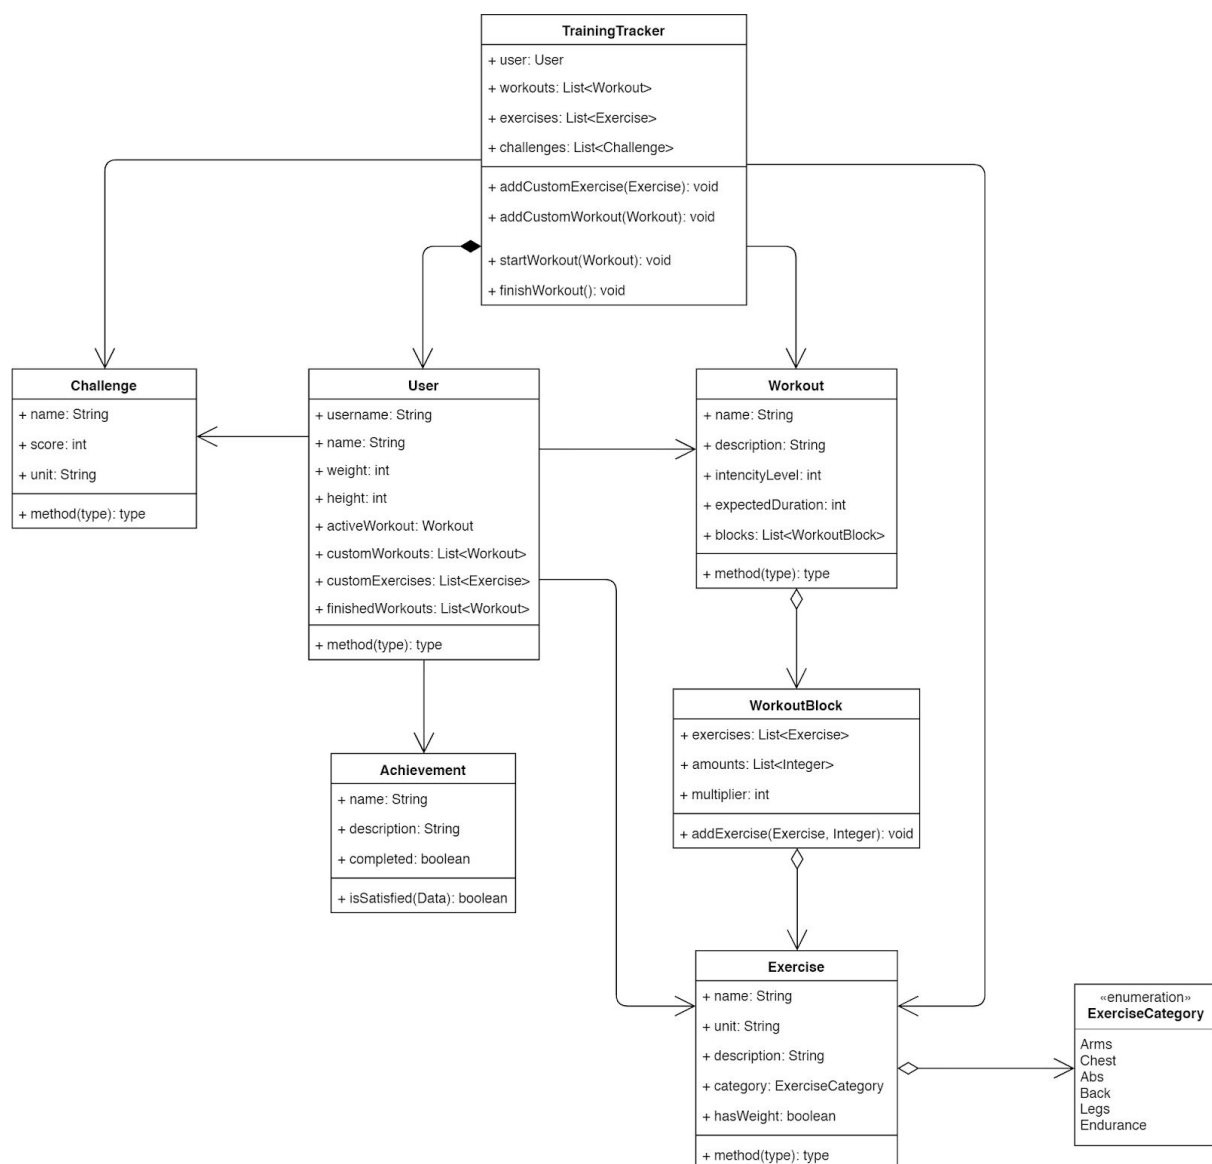 TrainingTracker
+ user: User
+ workouts: List<Workout>
+ exercises: List<Exercise>
+ challenges: List<Challenge>
+ addCustomExercise(Exercise): void
+ addCustomWorkout(Workout): void
+ startWorkout(Workout): void
+ finishWorkout(): void
Challenge
+ name: String
+ score: int
+ unit: String
+ method(type): type
User
+ username: String
+ name: String
+ weight: int
+ height: int
+ activeWorkout: Workout
+ customWorkouts: List<Workout>
+ customExercises: List<Exercise>
+ finishedWorkouts: List<Workout>
+ method(type): type
Workout
+ name: String
+ description: String
+ intencityLevel: int
+ expectedDuration: int
+ blocks: List<WorkoutBlock>
+ method(type): type
WorkoutBlock
+ exercises: List<Exercise>
+ amounts: List<Integer>
+ multiplier: int
+ addExercise(Exercise, Integer): void
Achievement
+ name: String
+ description: String
+ completed: boolean
+ isSatisfied(Data): boolean
Exercise
+ name: String
+ unit: String
+ description: String
+ category: ExerciseCategory
+ hasWeight: boolean
+ method(type): type
«enumeration»
ExerciseCategory
Arms
Chest
Abs
Back
Legs
Endurance